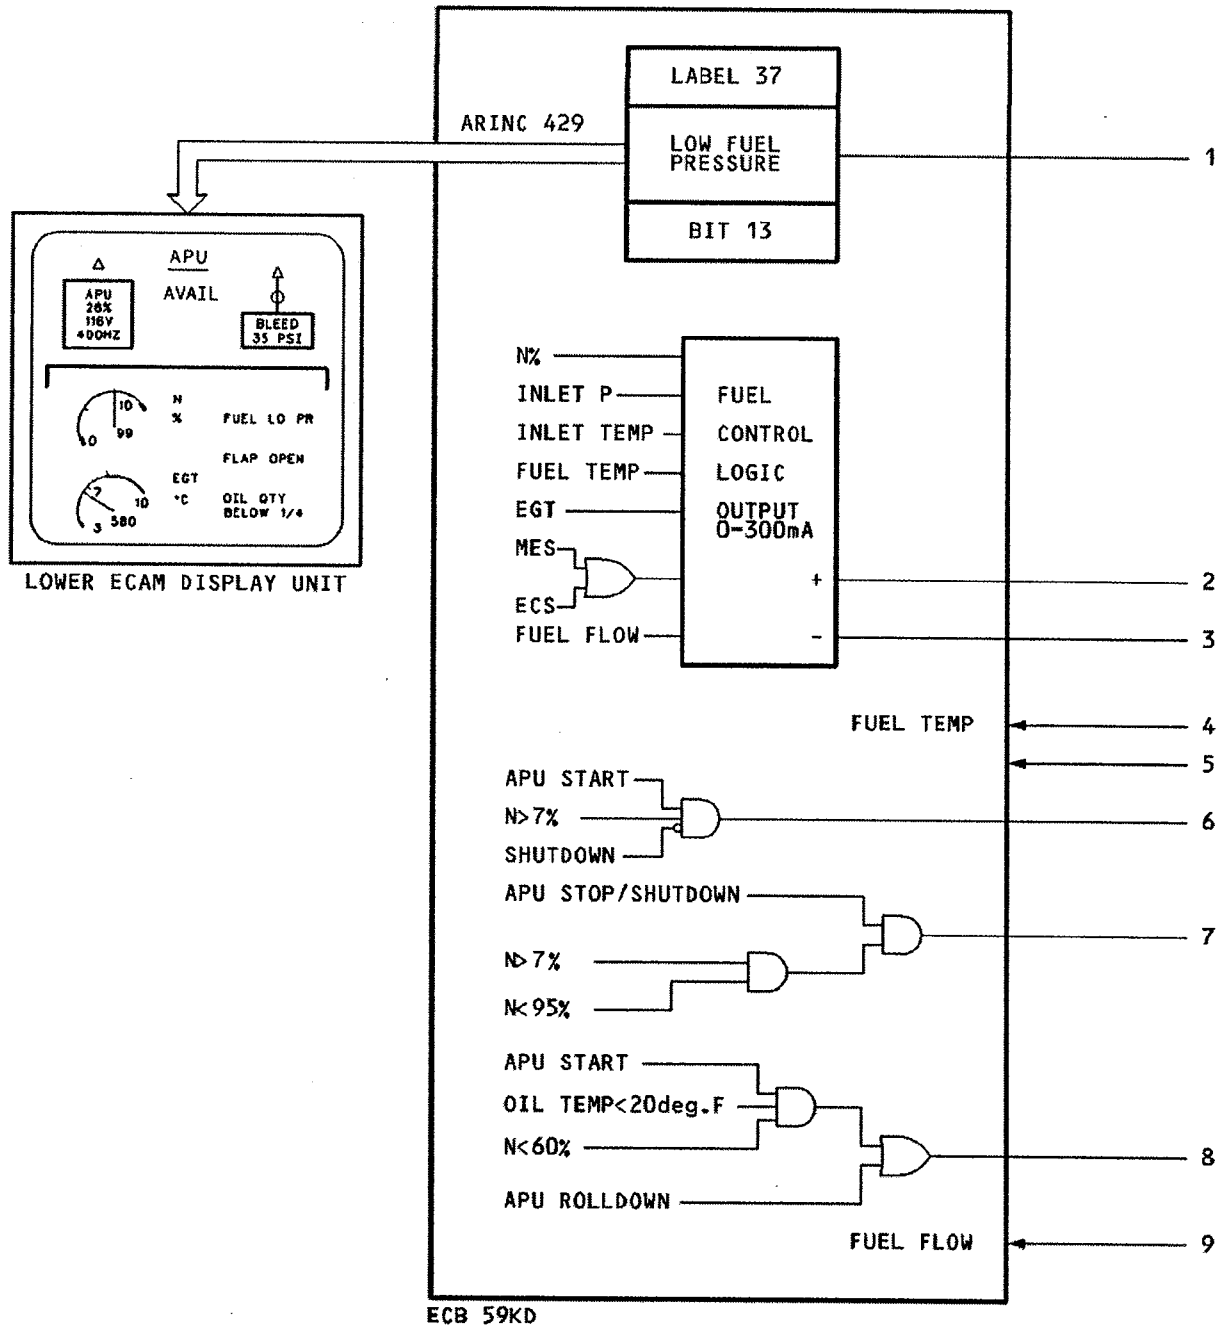 LABEL 37
ARINC 429
LOW FUEL
PRESSURE
1
BIT 13
APU
AVAIL
APU
26%
116V
400HZ
BLEED
35 PSI
N
%
10
0
99
FUEL LO PR
FLAP OPEN
EGT
°C
7
10
3
580
OIL QTY
BELOW 1/4
LOWER ECAM DISPLAY UNIT
N%
INLET P
FUEL
INLET TEMP
CONTROL
FUEL TEMP
LOGIC
EGT
OUTPUT
0-300mA
MES
ECS
+
2
FUEL FLOW
-
3
FUEL TEMP
4
5
APU START
N>7%
6
SHUTDOWN
APU STOP/SHUTDOWN
7
N>7%
N<95%
APU START
OIL TEMP<20deg.F
N<60%
8
APU ROLLDOWN
FUEL FLOW
9
ECB 59KD